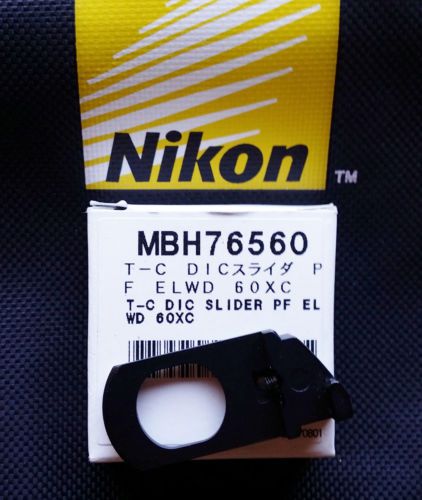 Nikon
TM
MBH76560
T-C DICスライダ P
F ELWD 60XC
T-C DIC SLIDER PF EL
WD 60XC